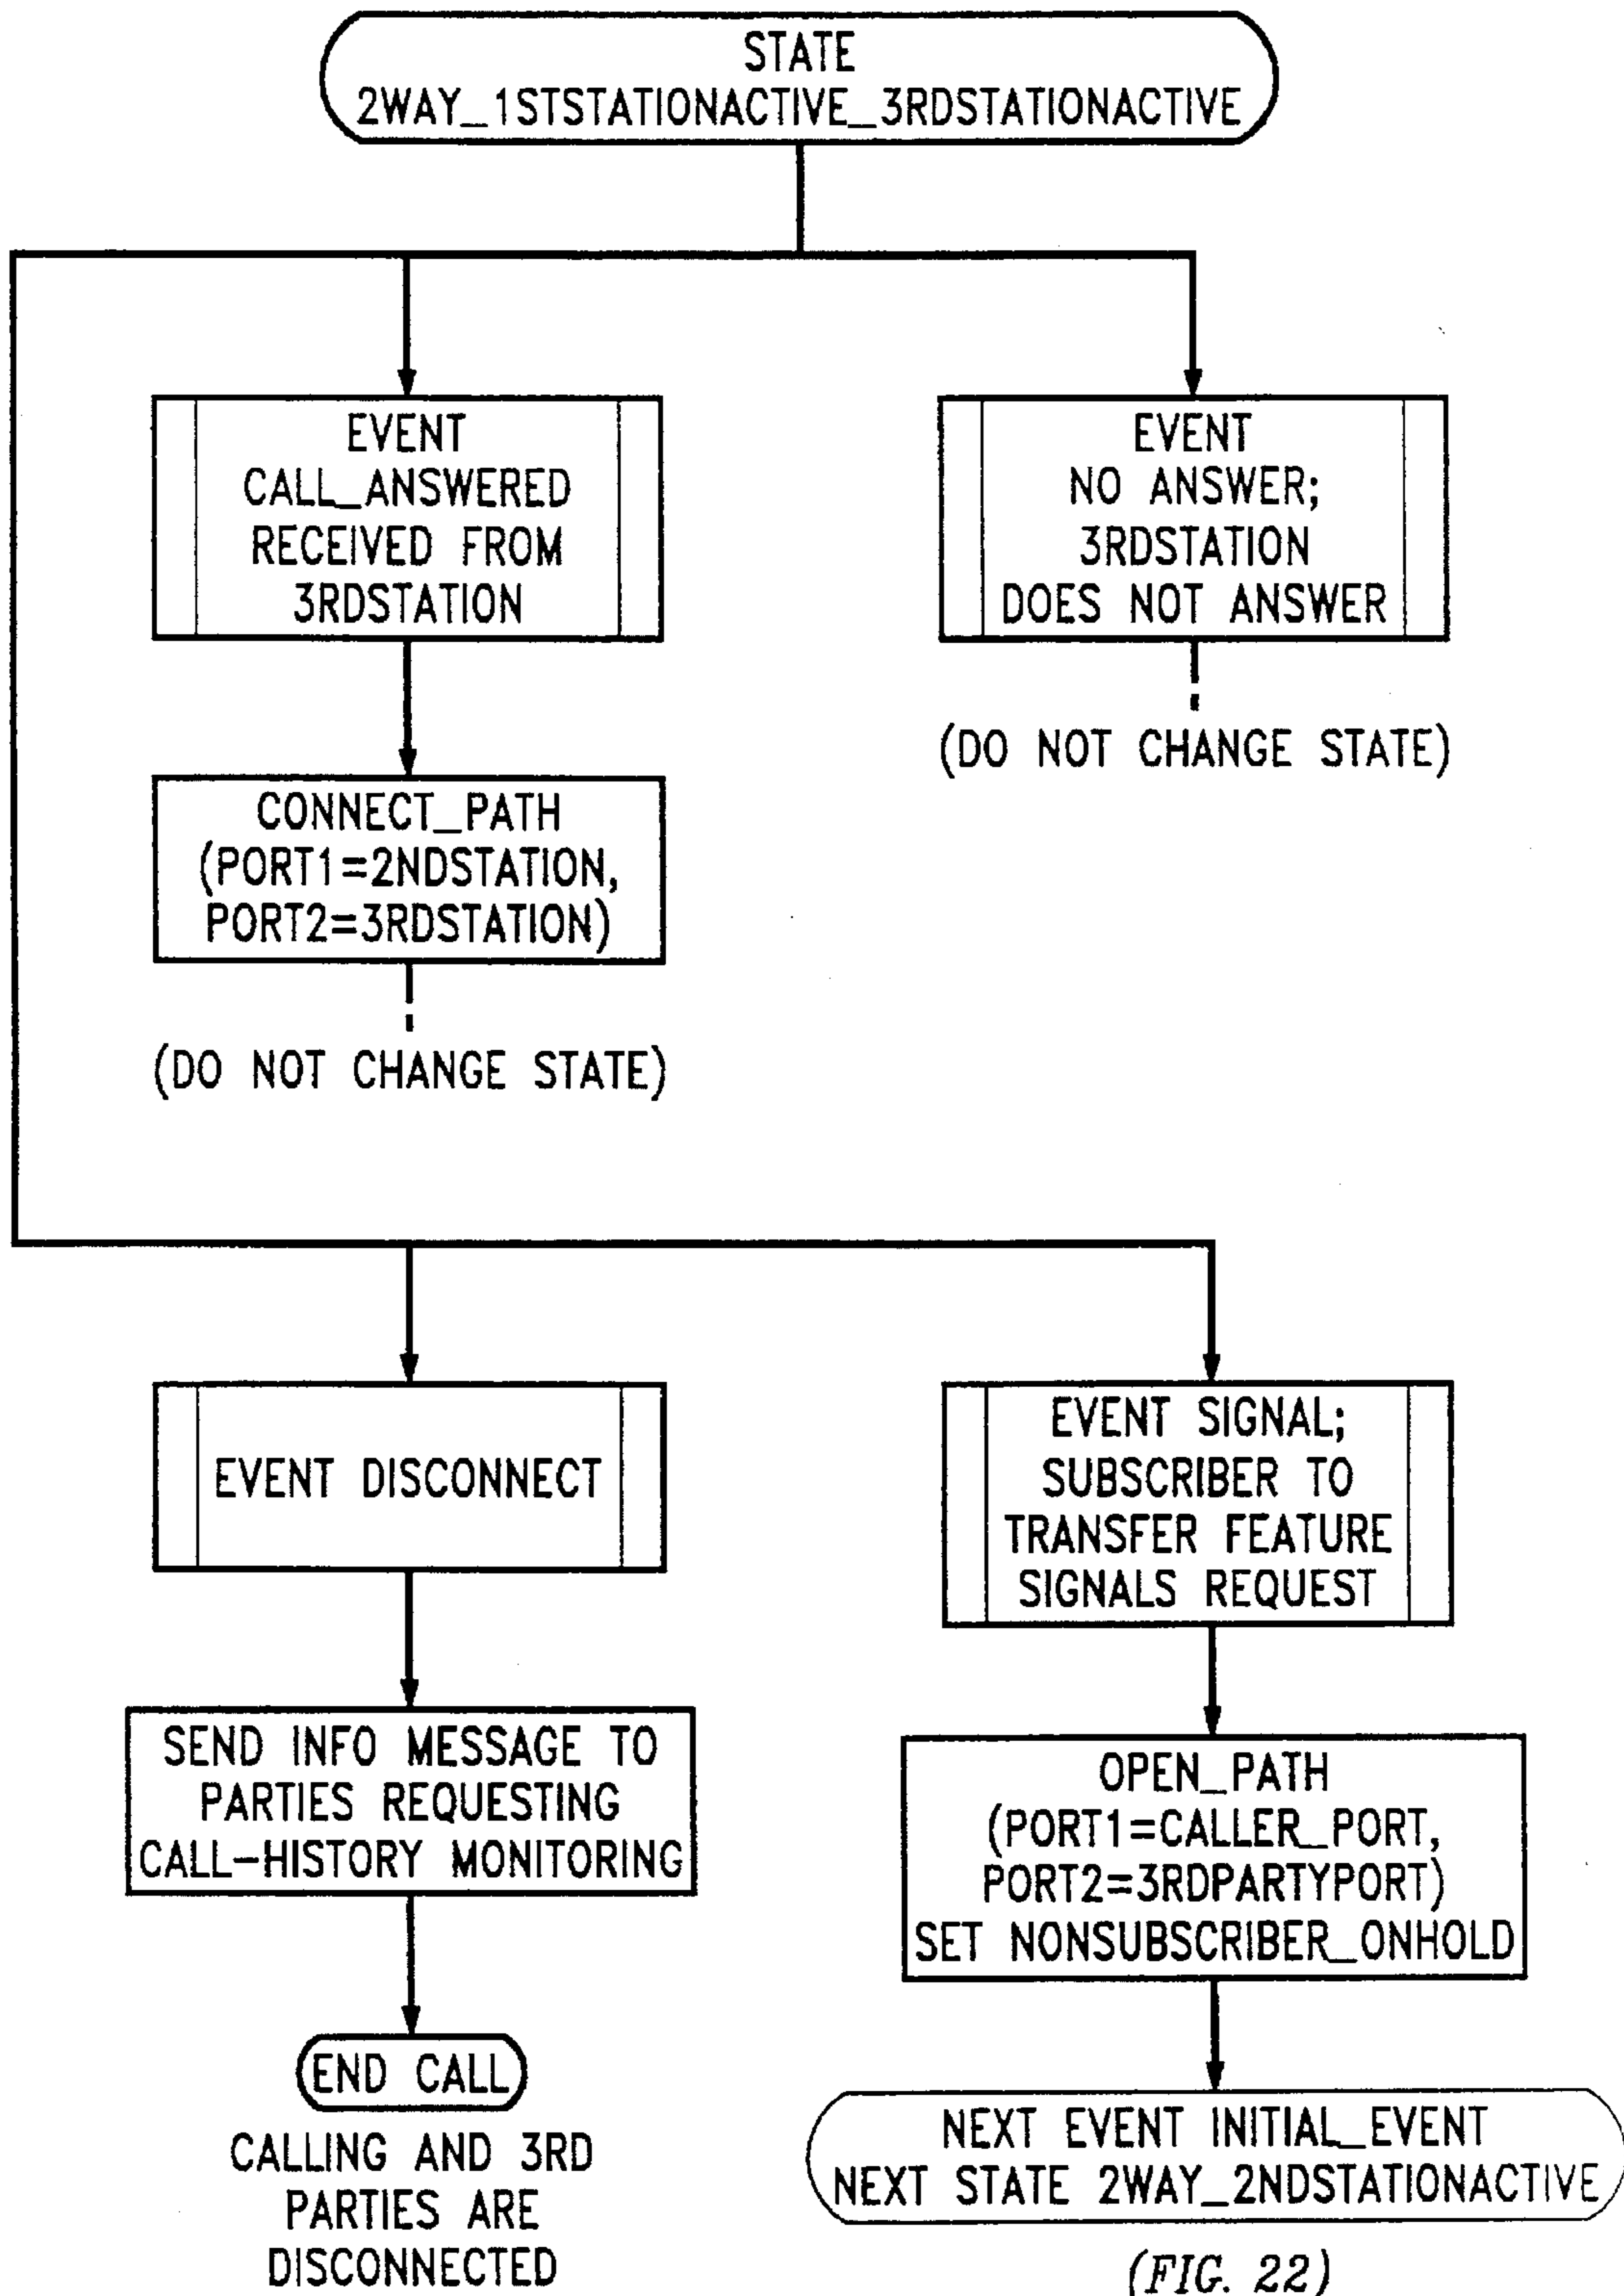 STATE
2WAY_1STSTATIONACTIVE_3RDSTATIONACTIVE
EVENT
CALL_ANSWERED
RECEIVED FROM
3RDSTATION
EVENT
NO ANSWER;
3RDSTATION
DOES NOT ANSWER
(DO NOT CHANGE STATE)
CONNECT_PATH
(PORT1=2NDSTATION,
PORT2=3RDSTATION)
(DO NOT CHANGE STATE)
EVENT DISCONNECT
EVENT SIGNAL;
SUBSCRIBER TO
TRANSFER FEATURE
SIGNALS REQUEST
SEND INFO MESSAGE TO
PARTIES REQUESTING
CALL-HISTORY MONITORING
OPEN_PATH
(PORT1=CALLER_PORT,
PORT2=3RDPARTYPORT)
SET NONSUBSCRIBER_ONHOLD
END CALL
CALLING AND 3RD
PARTIES ARE
DISCONNECTED
NEXT EVENT INITIAL_EVENT
NEXT STATE 2WAY_2NDSTATIONACTIVE
(FIG. 22)